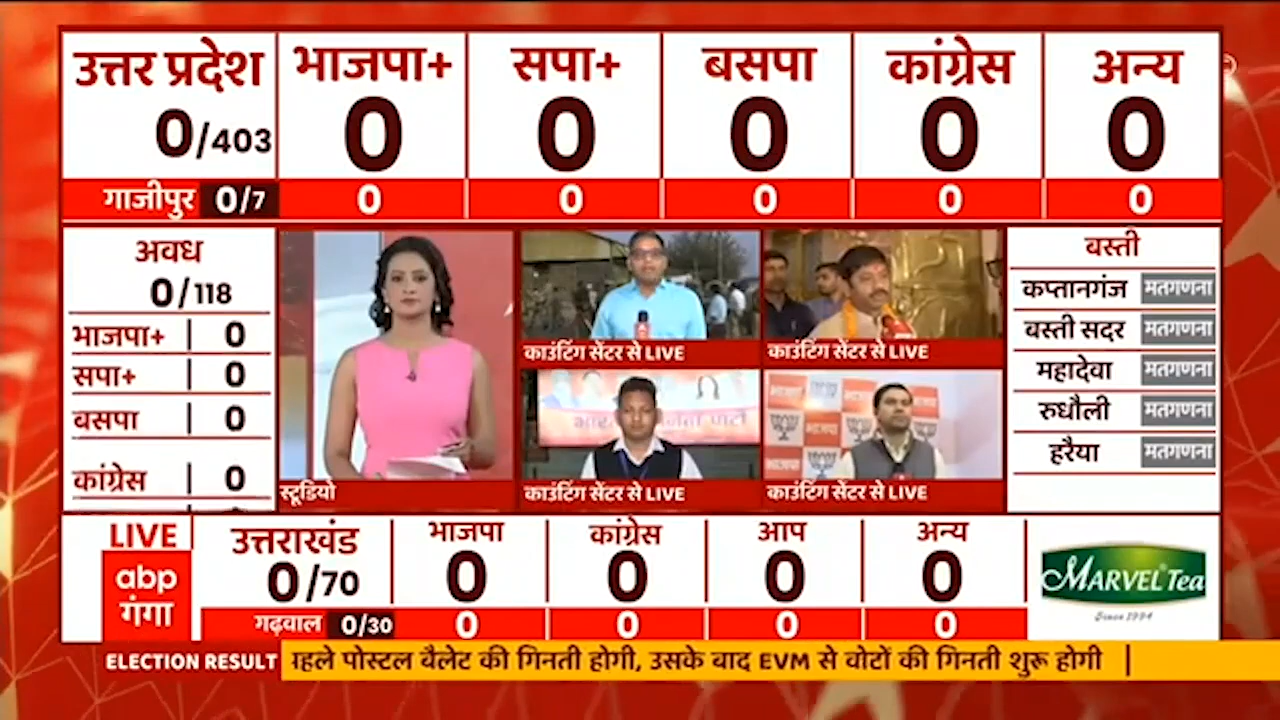 उत्तर प्रदेश
0/403
भाजपा+
0
सपा+
0
बसपा
0
कांग्रेस
0
अन्य
0
गाजीपुर 0/7 0 0 0 0 0
अवध
0/118
भाजपा+ 0
सपा+ 0
बसपा 0
कांग्रेस 0
स्टूडियो
काउंटिंग सेंटर से LIVE
काउंटिंग सेंटर से LIVE
काउंटिंग सेंटर से LIVE
काउंटिंग सेंटर से LIVE
भाजपा
भाजपा
भाजपा
बस्ती
कप्तानगंज मतगणना
बस्ती सदर मतगणना
महादेवा मतगणना
रुधौली मतगणना
हरैया मतगणना
LIVE
abp
गंगा
उत्तराखंड
0/70
भाजपा
0
कांग्रेस
0
आप
0
अन्य
0
गढ़वाल 0/30 0 0 0 0
MARVEL Tea
Since 1994
ELECTION RESULT
हले पोस्टल बैलेट की गिनती होगी, उसके बाद EVM से वोटों की गिनती शुरू होगी